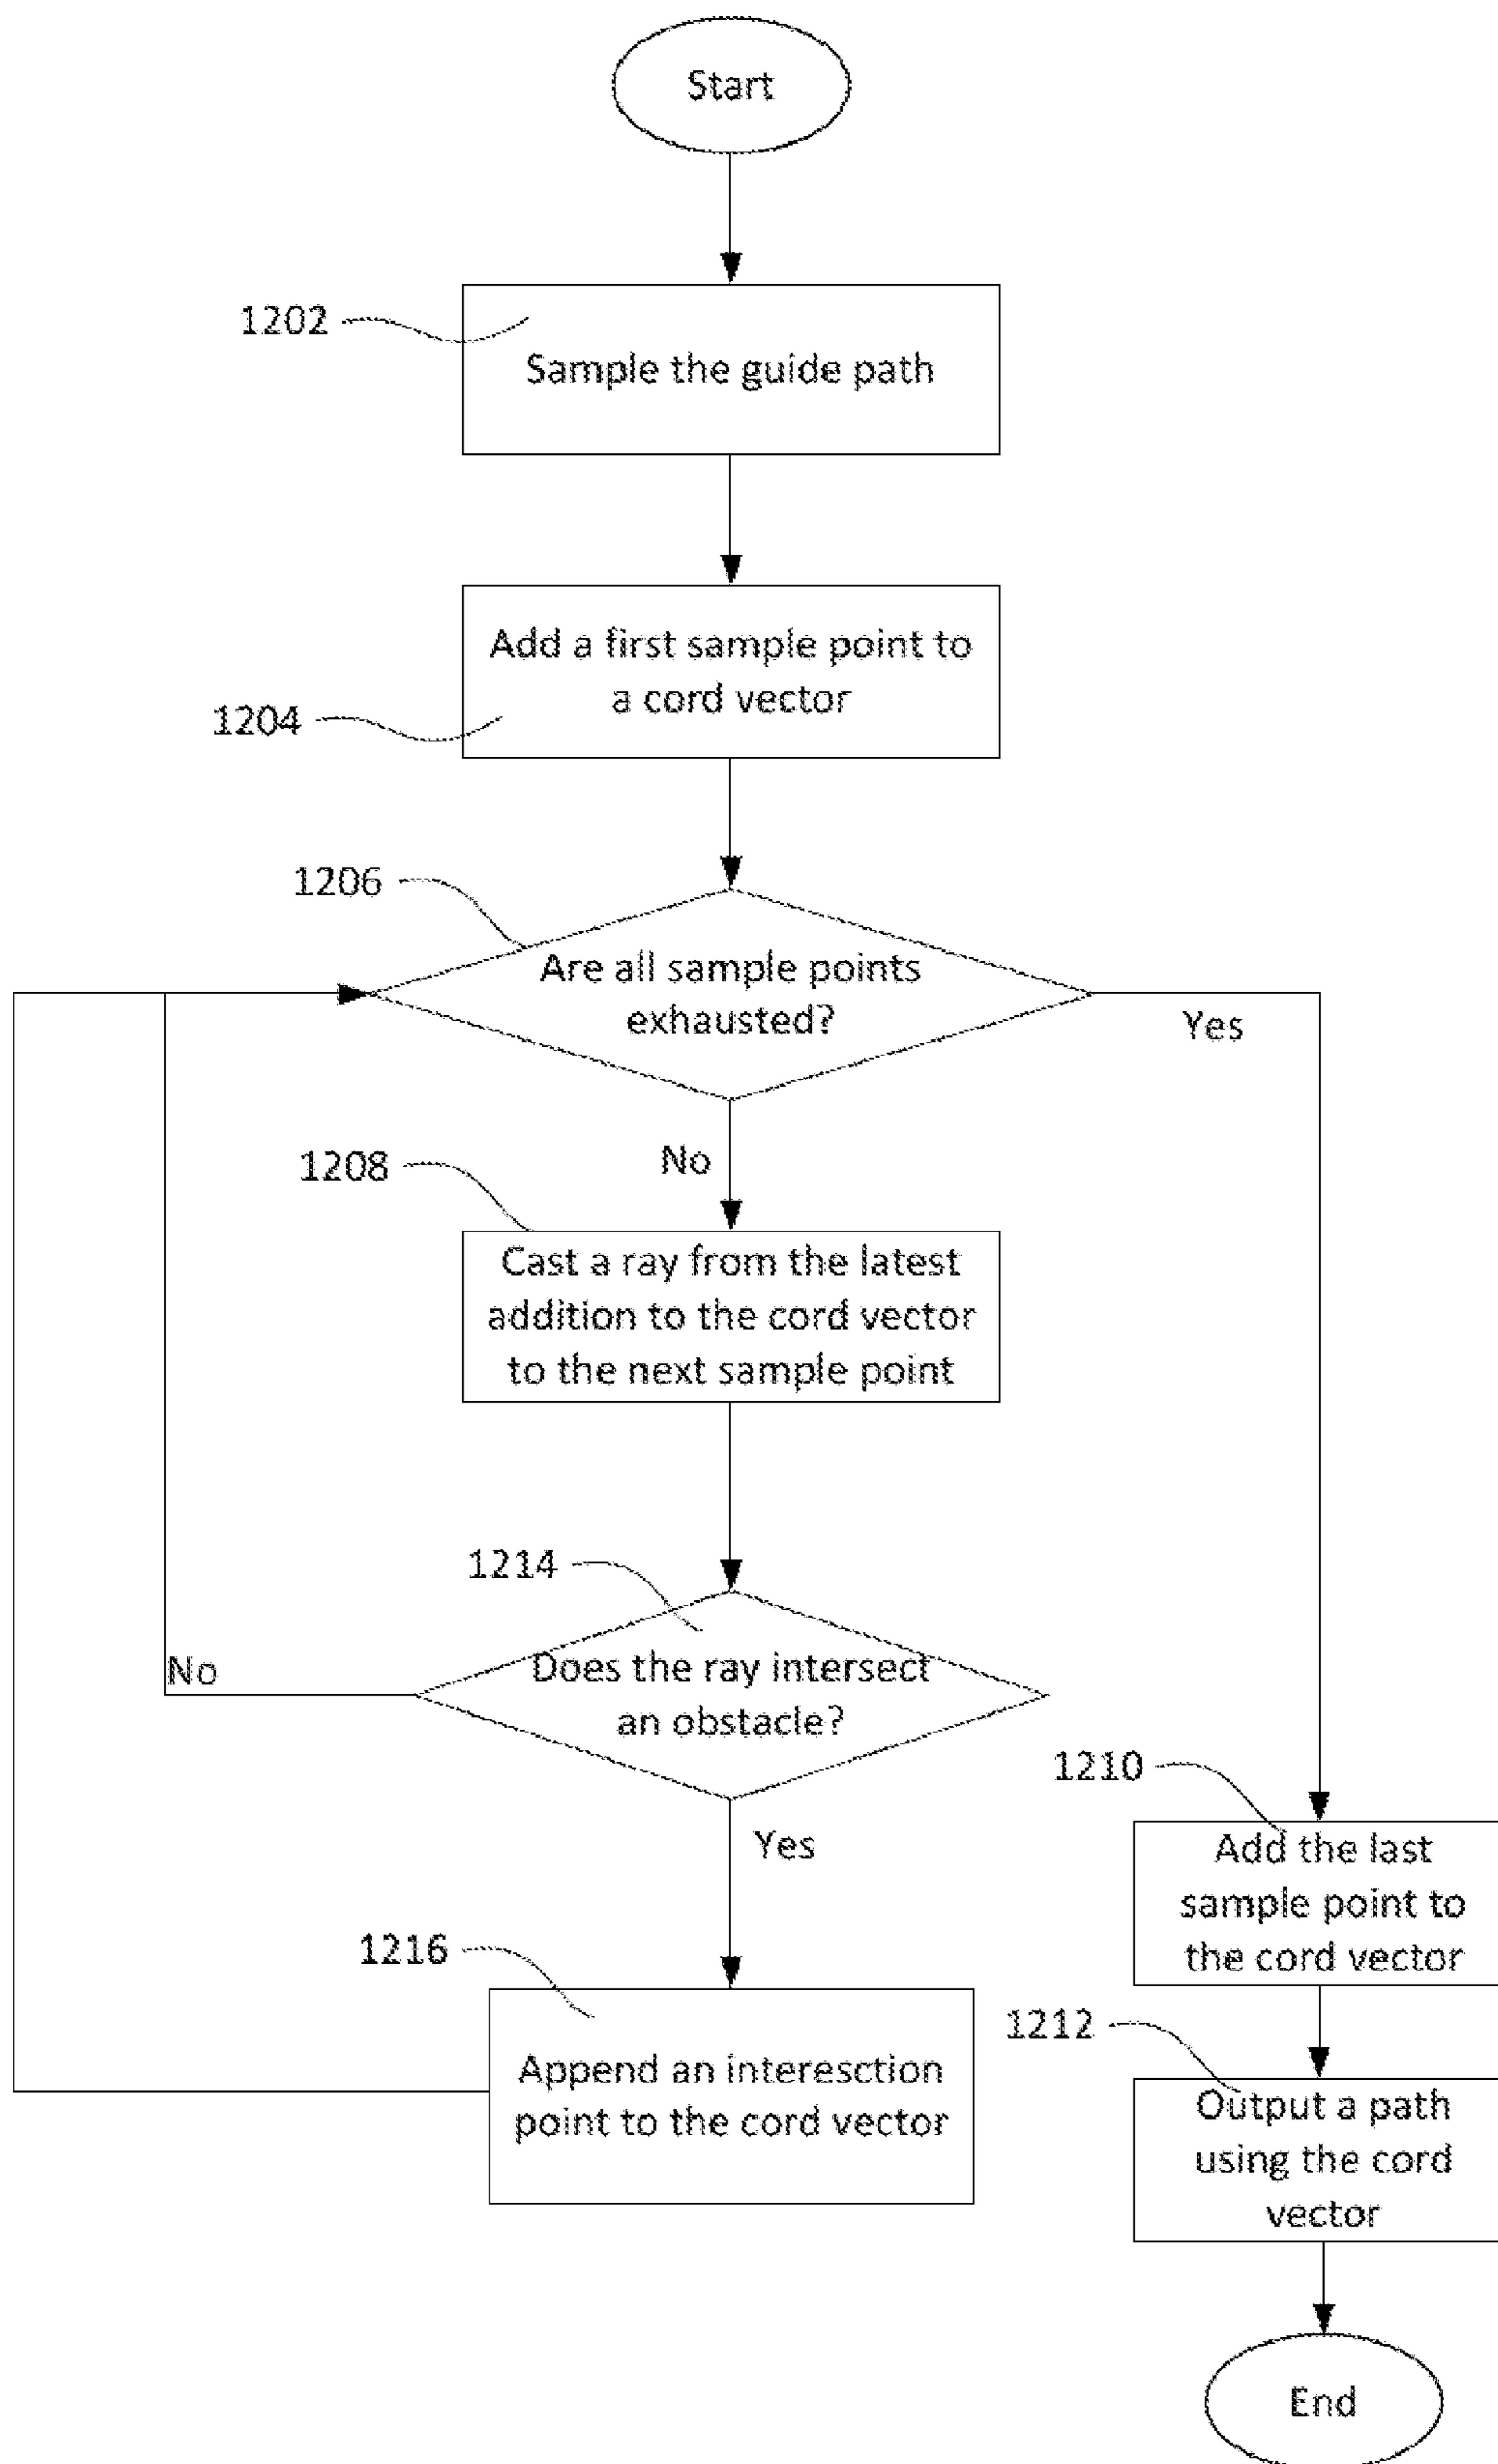 Start
1202
Sample the guide path
Add a first sample point to
a cord vector
1204
1206
Are all sample points
exhausted?
Yes
No
1208
Cast a ray from the latest
addition to the cord vector
to the next sample point
1214
Does the ray intersect
an obstacle?
No
Yes
1210
Add the last
sample point to
the cord vector
1216
Append an interesction
point to the cord vector
1212
Output a path
using the cord
vector
End